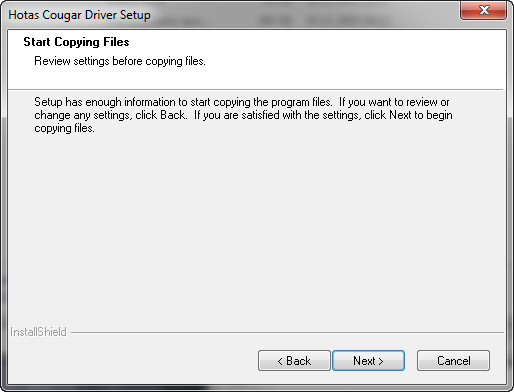 Hotas Cougar Driver Setup
Start Copying Files
Review settings before copying files.
Setup has enough information to start copying the program files. If you want to review or
change any settings, click Back. If you are satisfied with the settings, click Next to begin
copying files.
InstallShield
< Back
Next >
Cancel